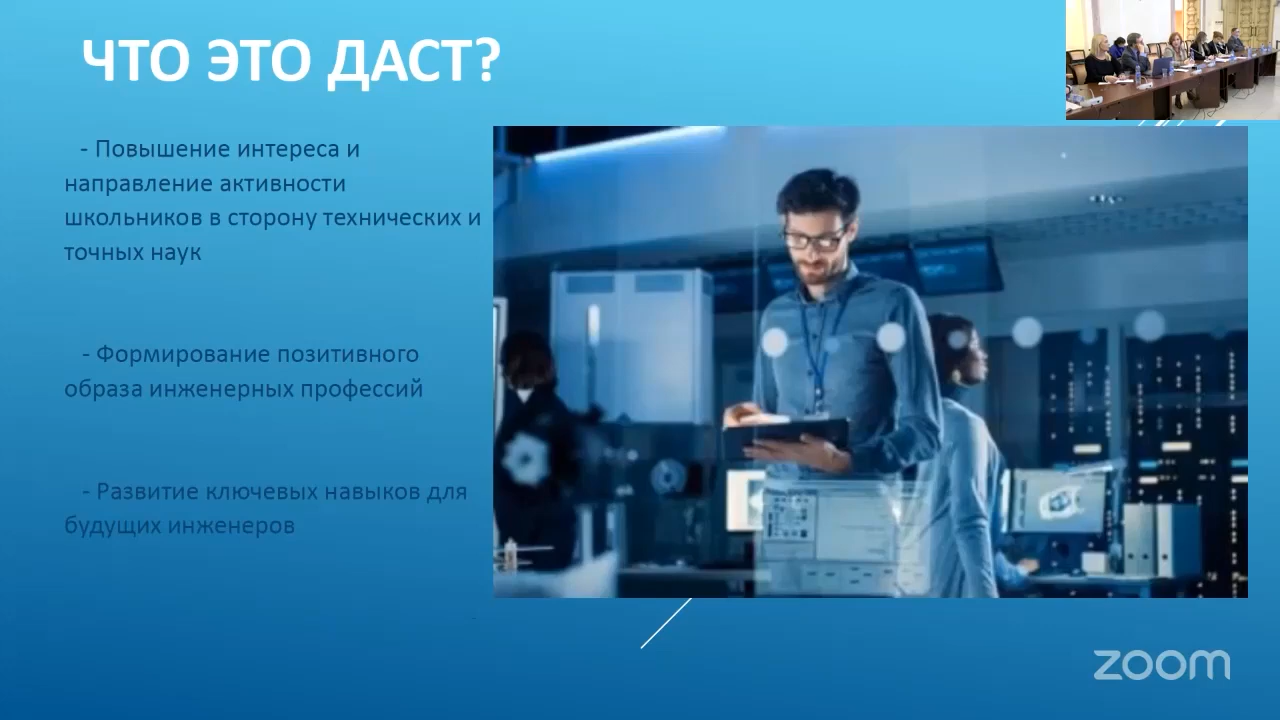 ЧТО ЭТО ДАСТ?
- Повышение интереса и
направление активности
школьников в сторону технических и
точных наук
- Формирование позитивного
образа инженерных профессий
- Развитие ключевых навыков для
будущих инженеров
zoom